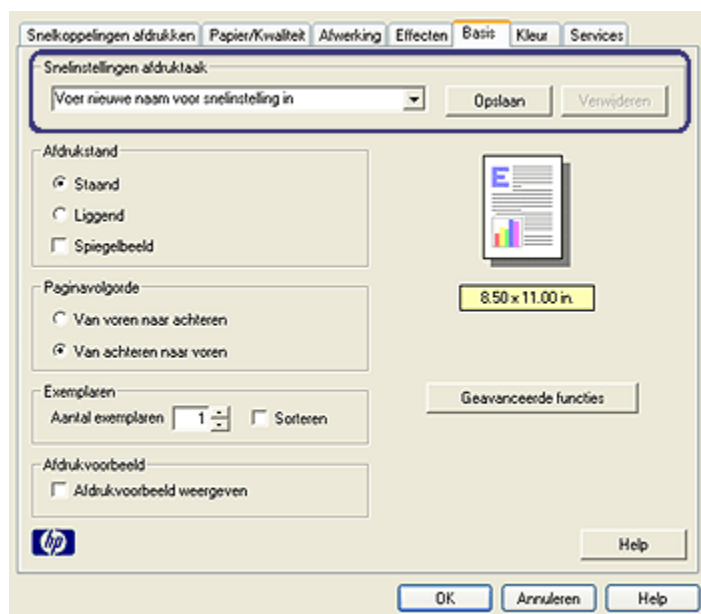 Snelkoppelingen afdrukken Papier/Kwaliteit Afwerking Effecten Basis Kleur Services
Snelinstellingen afdruktaak
Voer nieuwe naam voor snelinstelling in Opslaan Verwijderen
Afdrukstand
Staand
Liggend
Spiegelbeeld
E
8.50 x 11.00 in.
Paginavolgorde
Van voren naar achteren
Van achteren naar voren
Exemplaren
Aantal exemplaren 1 Sorteren
Geavanceerde functies
Afdrukvoorbeeld
Afdrukvoorbeeld weergeven
hp
Help
OK Annuleren Help